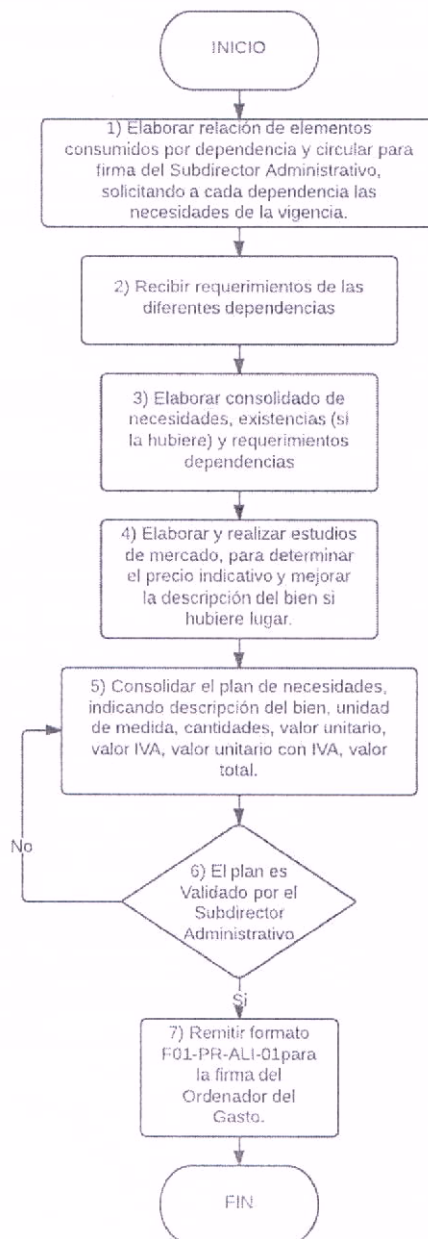 INICIO
1) Elaborar relación de elementos
consumidos por dependencia y circular para
firma del Subdirector Administrativo,
solicitando a cada dependencia las
necesidades de la vigencia.
2) Recibir requerimientos de las
diferentes dependencias
3) Elaborar consolidado de
necesidades, existencias (si
la hubiere) y requerimientos
dependencias
4) Elaborar y realizar estudios
de mercado, para determinar
el precio indicativo y mejorar
la descripción del bien si
hubiere lugar.
5) Consolidar el plan de necesidades,
indicando descripción del bien, unidad
de medida, cantidades, valor unitario,
valor IVA, valor unitario con IVA, valor
total.
No
6) El plan es
Validado por el
Subdirector
Administrativo
Si
7) Remitir formato
F01-PR-ALI-01para
la firma del
Ordenador del
Gasto.
FIN